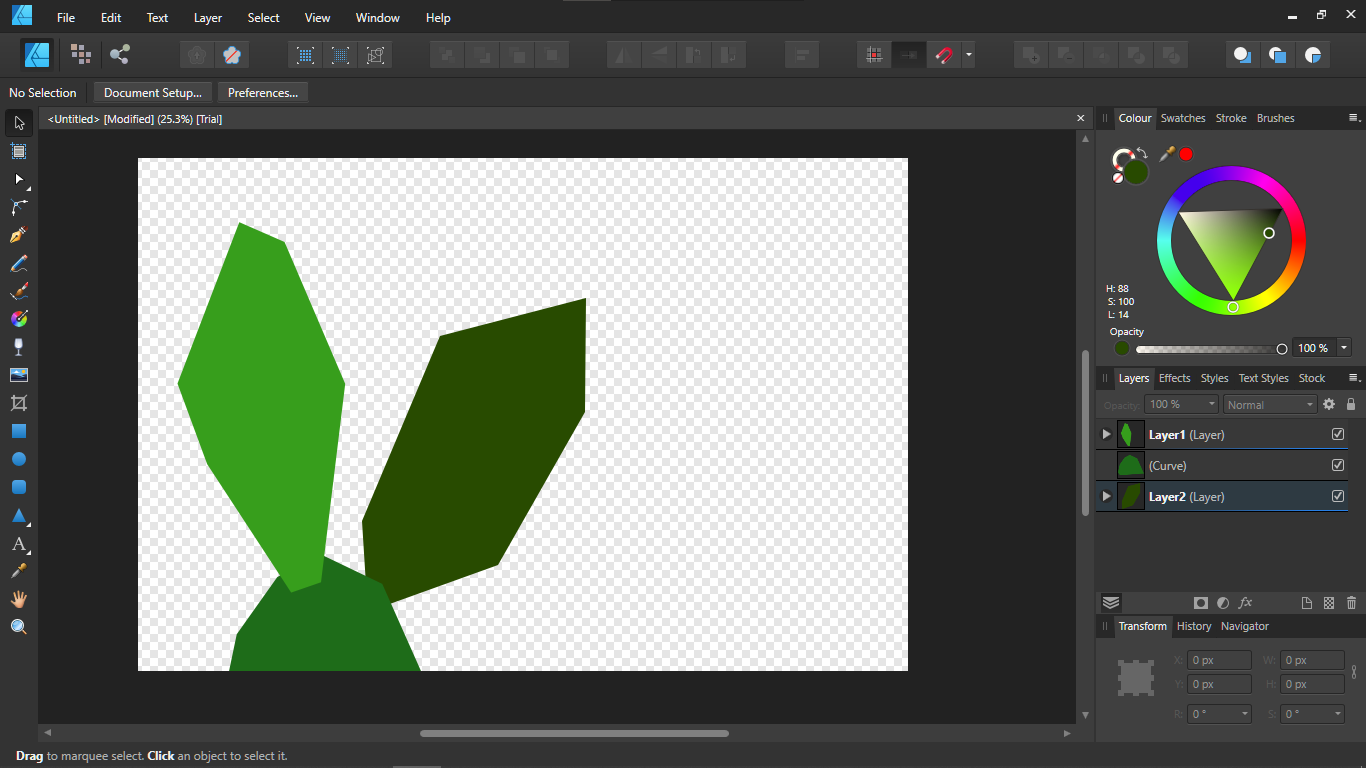 File Edit Text Layer Select View Window Help
No Selection Document Setup... Preferences...
<Untitled> [Modified] (25.3%) [Trial]
Colour Swatches Stroke Brushes
H: 88
S: 100
L: 14
Opacity
100 %
Layers Effects Styles Text Styles Stock
Opacity: 100 % Normal
Layer1 (Layer)
(Curve)
Layer2 (Layer)
fx
Transform History Navigator
X: 0 px W: 0 px
Y: 0 px H: 0 px
R: 0 ° S: 0 °
A
Drag to marquee select. Click an object to select it.